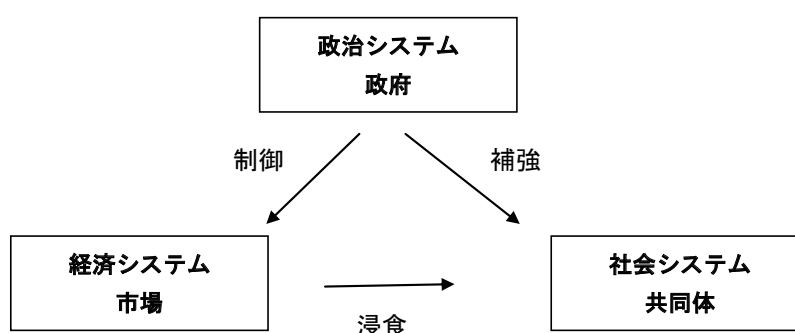 政治システム
政府
制御
補強
経済システム
市場
浸食
社会システム
共同体